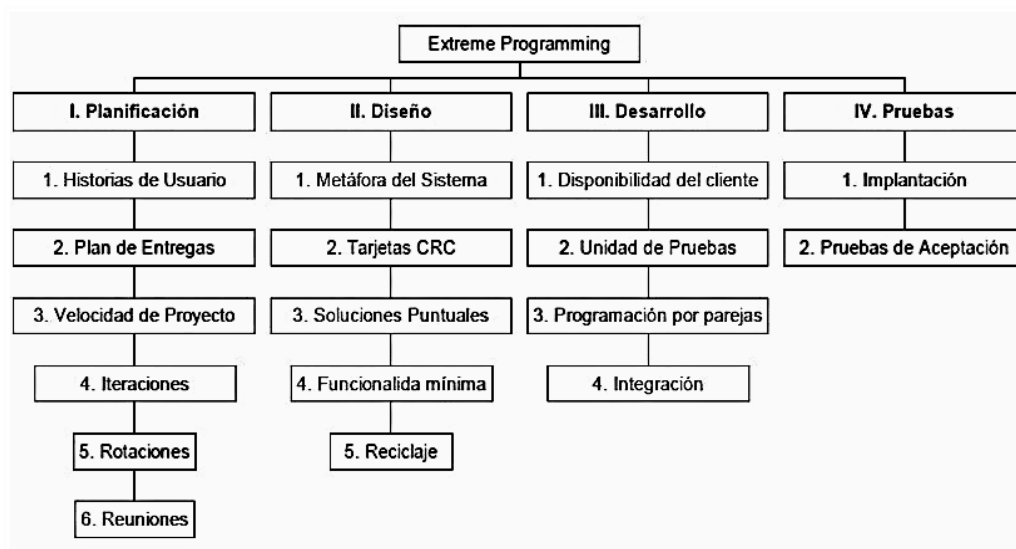 Extreme Programming
I. Planificación
1. Historias de Usuario
2. Plan de Entregas
3. Velocidad de Proyecto
4. Iteraciones
5. Rotaciones
6. Reuniones
II. Diseño
1. Metáfora del Sistema
2. Tarjetas CRC
3. Soluciones Puntuales
4. Funcionalida mínima
5. Reciclaje
III. Desarrollo
1. Disponibilidad del cliente
2. Unidad de Pruebas
3. Programación por parejas
4. Integración
IV. Pruebas
1. Implantación
2. Pruebas de Aceptación